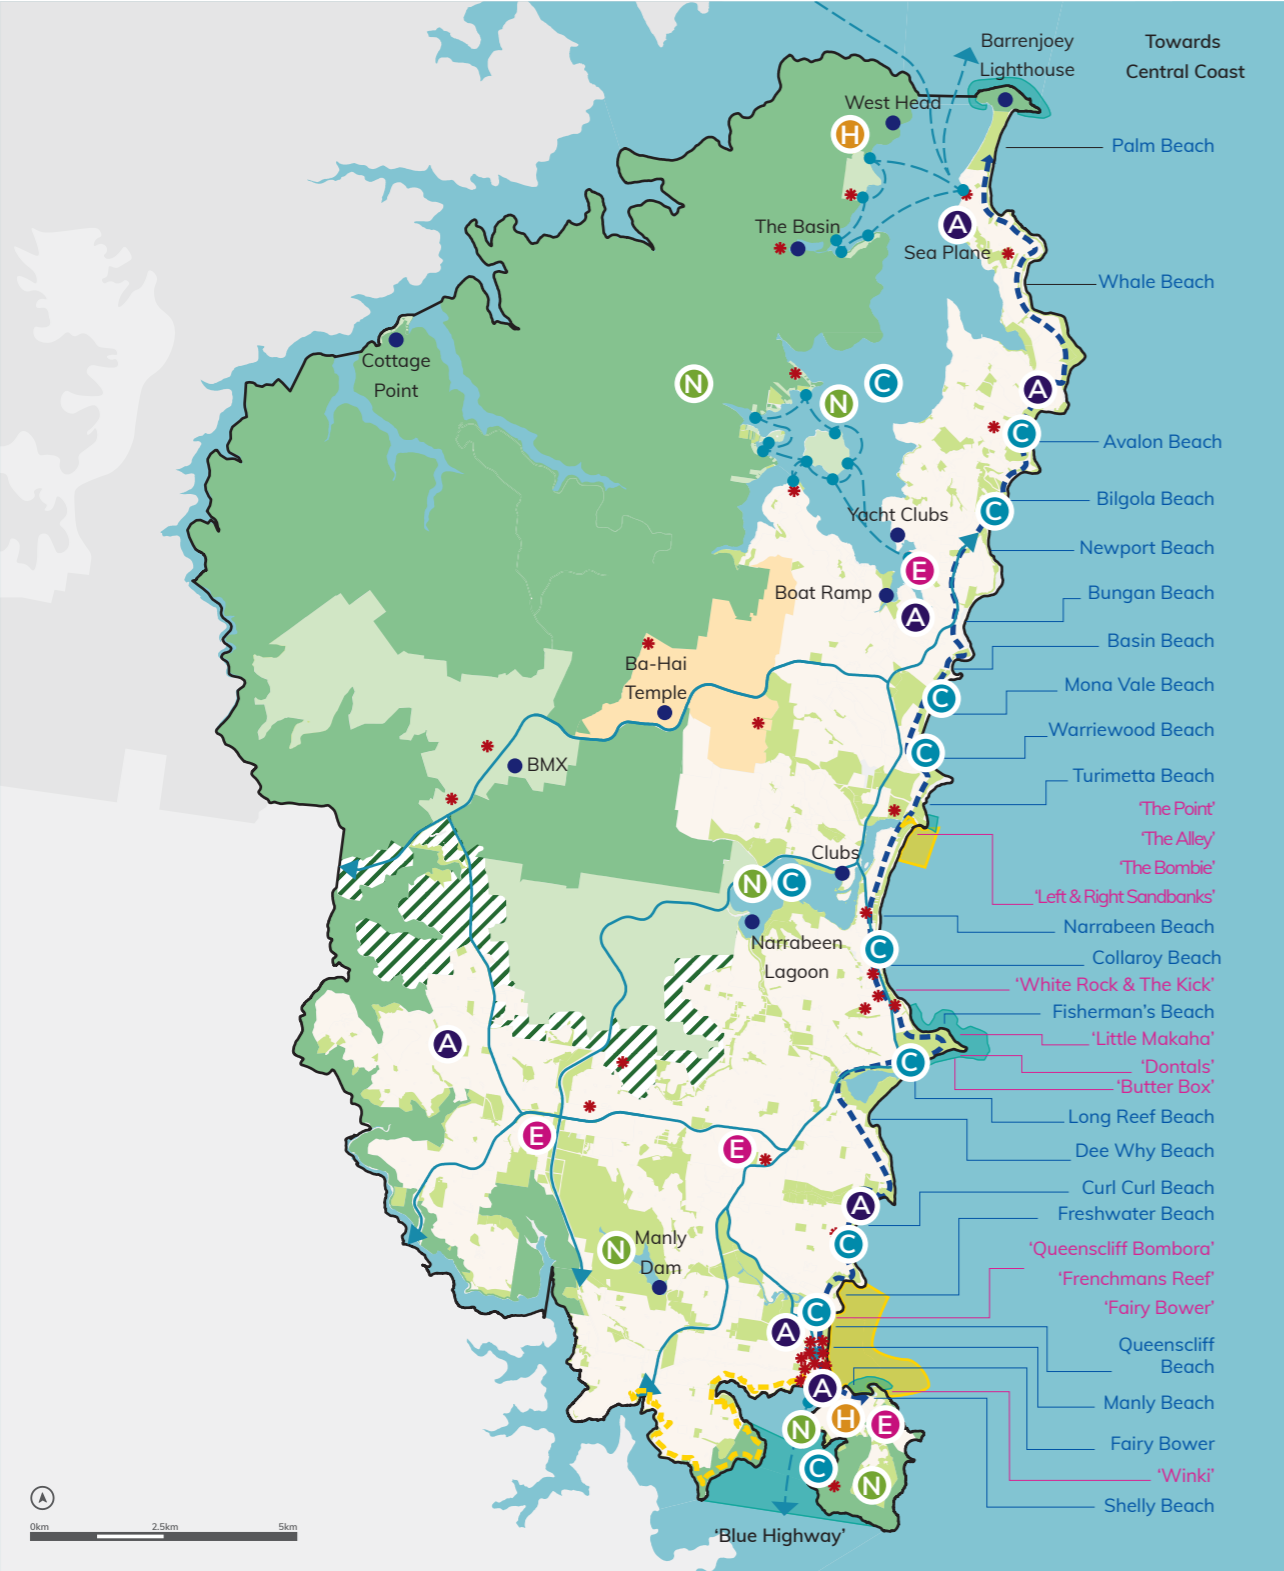 Barrenjoey
Lighthouse
Towards
Central Coast
West Head
H
Palm Beach
The Basin
A
Sea Plane
Whale Beach
Cottage
Point
N
N
C
A
C
Avalon Beach
Bilgola Beach
C
Yacht Clubs
Newport Beach
E
Boat Ramp
Bungan Beach
A
Basin Beach
Ba-Hai
Temple
Mona Vale Beach
C
Warriewood Beach
C
BMX
Turimetta Beach
'The Point'
'The Alley'
Clubs
'The Bombie'
N
C
'Left & Right Sandbanks'
Narrabeen Beach
Narrabeen
Lagoon
C
Collaroy Beach
'White Rock & The Kick'
Fisherman's Beach
A
'Little Makaha'
C
'Dontals'
'Butter Box'
Long Reef Beach
E
E
Dee Why Beach
Curl Curl Beach
A
Freshwater Beach
N
Manly
Dam
C
'Queenscliff Bombora'
'Frenchmans Reef'
'Fairy Bower'
C
A
Queenscliff
Beach
A
Manly Beach
H
E
N
Fairy Bower
C
N
'Winki'
Shelly Beach
'Blue Highway'
A
0km
2.5km
5km